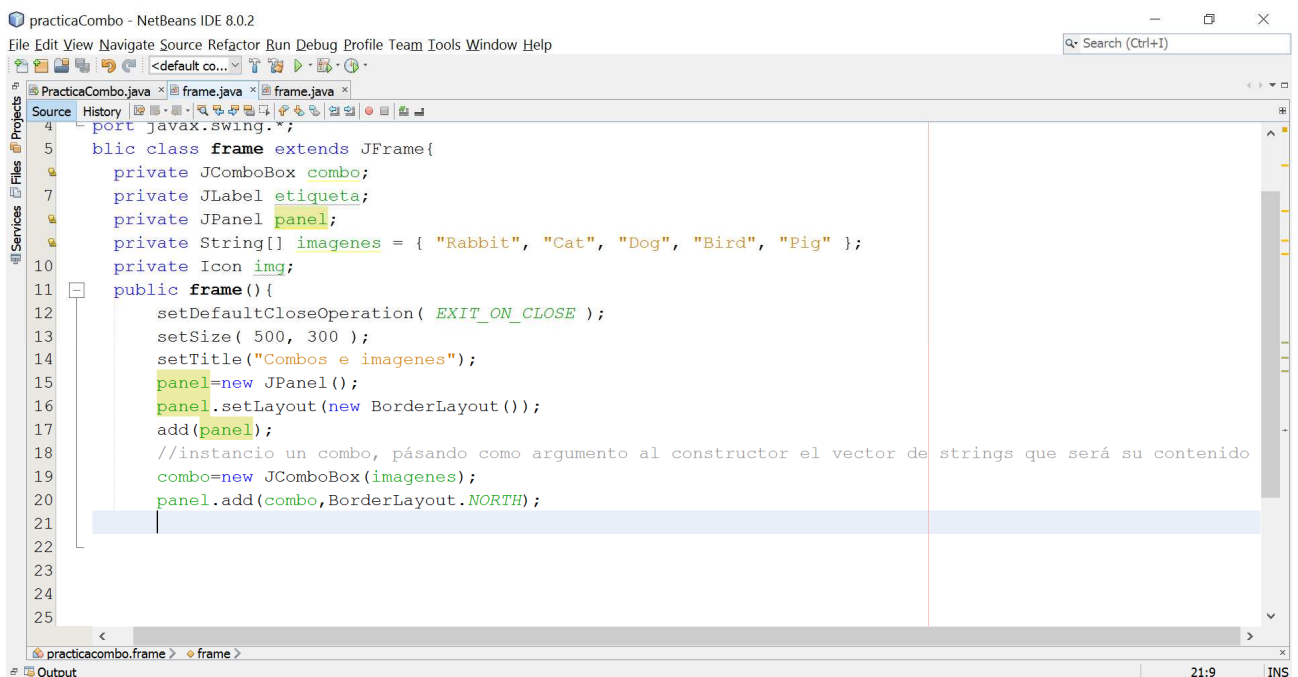 practicaCombo - NetBeans IDE 8.0.2
File Edit View Navigate Source Refactor Run Debug Profile Team Tools Window Help
Search (Ctrl+I)
<default co...
PracticaCombo.java × frame.java × frame.java ×
Projects
Files
Services
Source History
4 port javax.swing.*;
5 blic class frame extends JFrame{
private JComboBox combo;
7 private JLabel etiqueta;
private JPanel panel;
private String[] imagenes = { "Rabbit", "Cat", "Dog", "Bird", "Pig" };
10 private Icon img;
11 public frame(){
12 setDefaultCloseOperation( EXIT_ON_CLOSE );
13 setSize( 500, 300 );
14 setTitle("Combos e imagenes");
15 panel=new JPanel();
16 panel.setLayout(new BorderLayout());
17 add(panel);
18 //instancio un combo, pásando como argumento al constructor el vector de strings que será su contenido
19 combo=new JComboBox(imagenes);
20 panel.add(combo,BorderLayout.NORTH);
21
22
23
24
25
practicacombo.frame > frame >
Output
21:9 INS